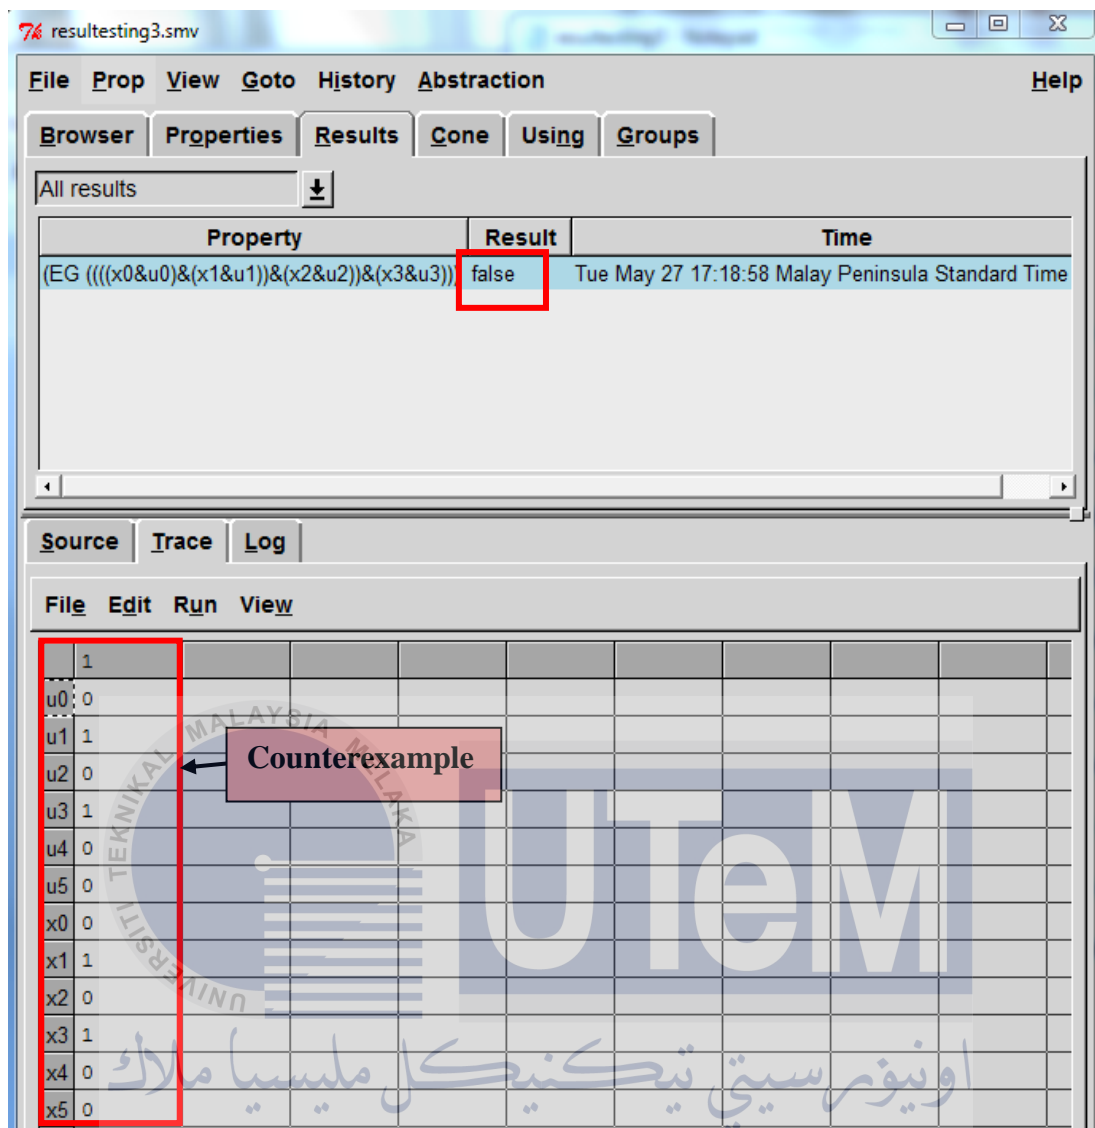 resultesting3.smv
File Prop View Goto History Abstraction Help
Browser Properties Results Cone Using Groups
All results
Property Result Time
(EG ((((x0&u0)&(x1&u1))&(x2&u2))&(x3&u3))) false Tue May 27 17:18:58 Malay Peninsula Standard Time
Source Trace Log
File Edit Run View
1
u0 0
u1 1
u2 0
u3 1
u4 0
u5 0
x0 0
x1 1
x2 0
x3 1
x4 0
x5 0
Counterexample
UNIVERSITI TEKNIKAL MALAYSIA MELAKA
UTeM
اونيۏرسيتي تيكنيكل مليسيا ملاك